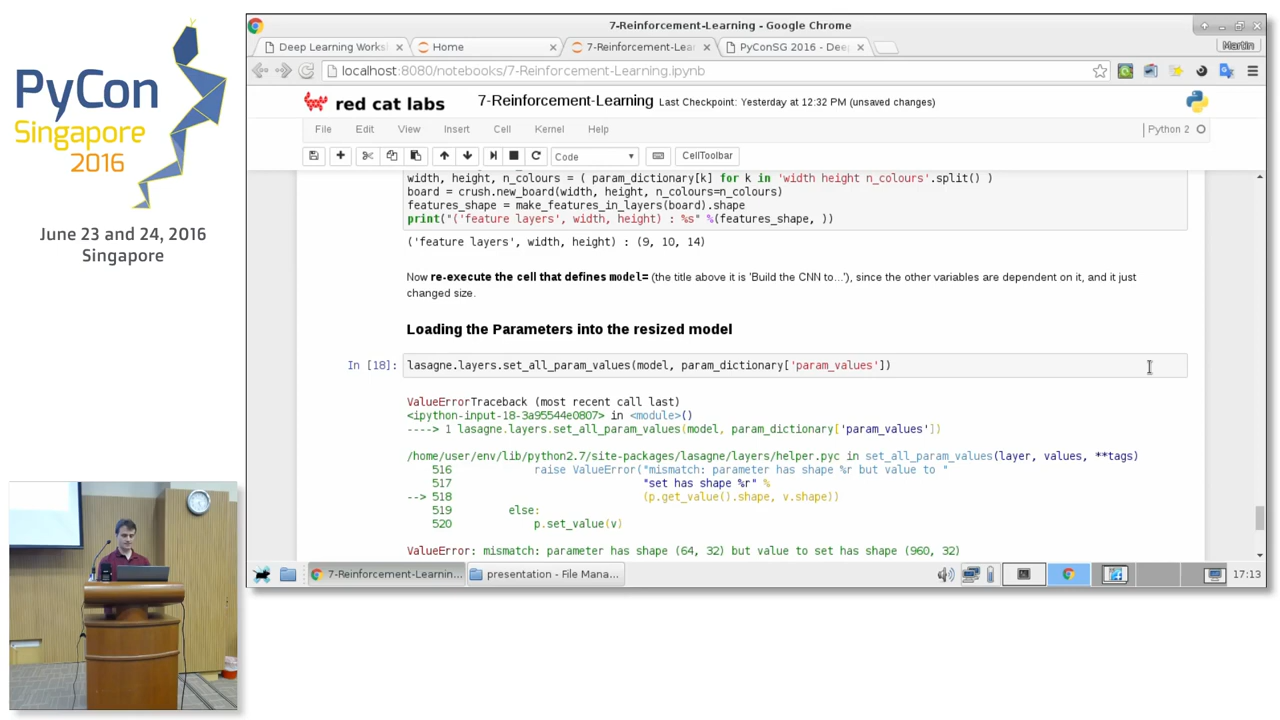 PyCon
Singapore
2016
June 23 and 24, 2016
Singapore
7-Reinforcement-Learning - Google Chrome
Deep Learning Works
Home
7-Reinforcement-Lear
PyConSG 2016 - Deep
Martin
localhost:8080/notebooks/7-Reinforcement-Learning.ipynb
red cat labs
7-Reinforcement-Learning Last Checkpoint: Yesterday at 12:32 PM (unsaved changes)
File Edit View Insert Cell Kernel Help
Python 2
Code
CellToolbar
width, height, n_colours = ( param_dictionary[k] for k in 'width height n_colours'.split() )
board = crush.new_board(width, height, n_colours=n_colours)
features_shape = make_features_in_layers(board).shape
print("('feature layers', width, height) : %s" %(features_shape, ))
('feature layers', width, height) : (9, 10, 14)
Now re-execute the cell that defines model= (the title above it is 'Build the CNN to...'), since the other variables are dependent on it, and it just
changed size.
Loading the Parameters into the resized model
In [18]: lasagne.layers.set_all_param_values(model, param_dictionary['param_values'])
ValueErrorTraceback (most recent call last)
<ipython-input-18-3a95544e0807> in <module>()
----> 1 lasagne.layers.set_all_param_values(model, param_dictionary['param_values'])
/home/user/env/lib/python2.7/site-packages/lasagne/layers/helper.pyc in set_all_param_values(layer, values, **tags)
516 raise ValueError("mismatch: parameter has shape %r but value to "
517 "set has shape %r" %
--> 518 (p.get_value().shape, v.shape))
519 else:
520 p.set_value(v)
ValueError: mismatch: parameter has shape (64, 32) but value to set has shape (960, 32)
7-Reinforcement-Learnin...
presentation - File Mana...
17:13